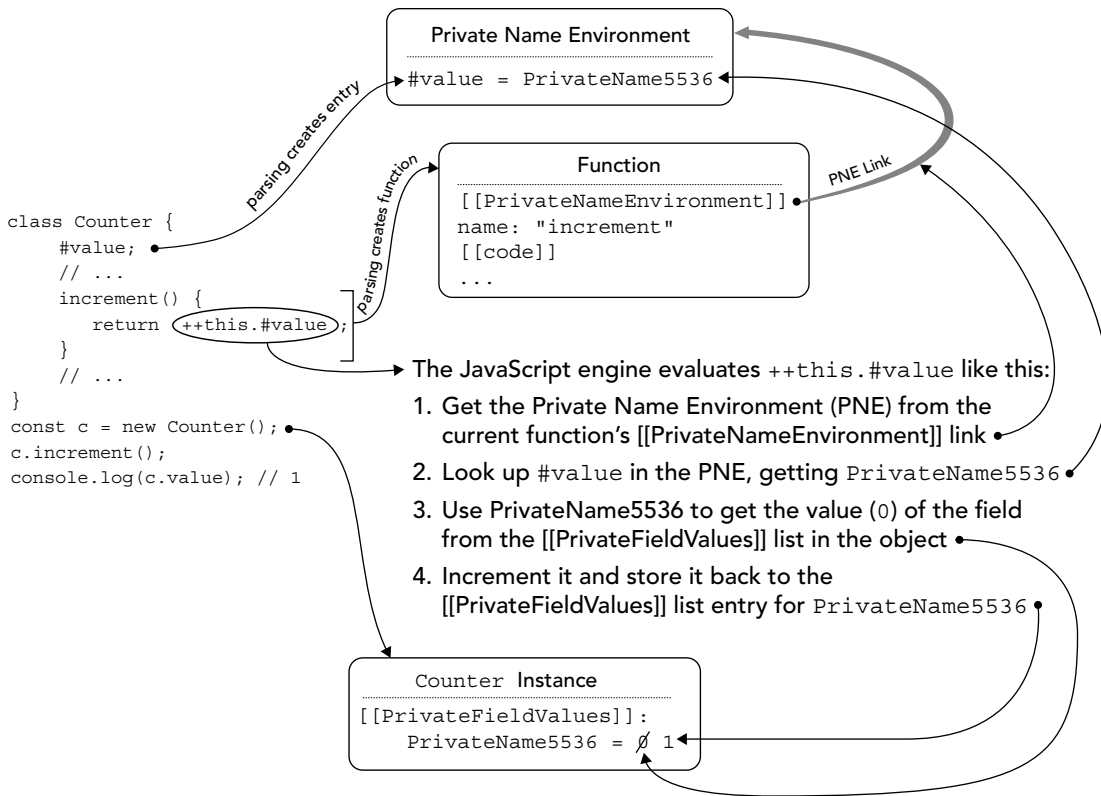 Private Name Environment
#value = PrivateName5536
parsing creates entry
parsing creates function
Function
[[PrivateNameEnvironment]]
name: "increment"
[[code]]
...
PNE Link
class Counter {
#value;
// ...
increment() {
return ++this.#value ;
}
// ...
}
const c = new Counter();
c.increment();
console.log(c.value); // 1
The JavaScript engine evaluates ++this.#value like this:
1. Get the Private Name Environment (PNE) from the
current function’s [[PrivateNameEnvironment]] link
2. Look up #value in the PNE, getting PrivateName5536
3. Use PrivateName5536 to get the value (0) of the field
from the [[PrivateFieldValues]] list in the object
4. Increment it and store it back to the
[[PrivateFieldValues]] list entry for PrivateName5536
Counter Instance
[[PrivateFieldValues]]:
PrivateName5536 = 0 1